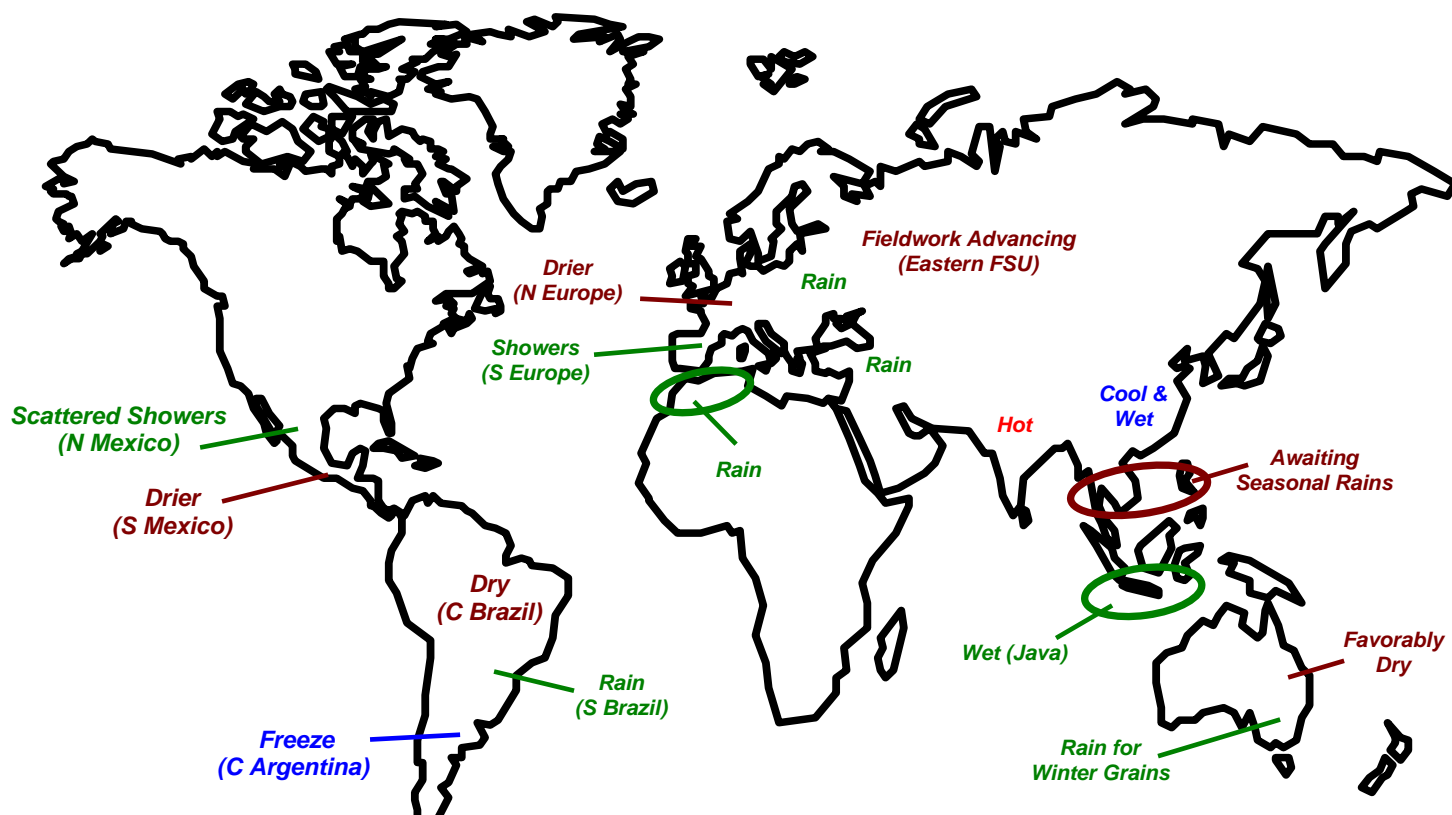 Fieldwork Advancing
(Eastern FSU)
Drier
(N Europe)
Rain
Showers
(S Europe)
Rain
Scattered Showers
(N Mexico)
Cool &
Wet
Hot
Rain
Awaiting
Seasonal Rains
Drier
(S Mexico)
Dry
(C Brazil)
Wet (Java)
Favorably
Dry
Rain
(S Brazil)
Freeze
(C Argentina)
Rain for
Winter Grains